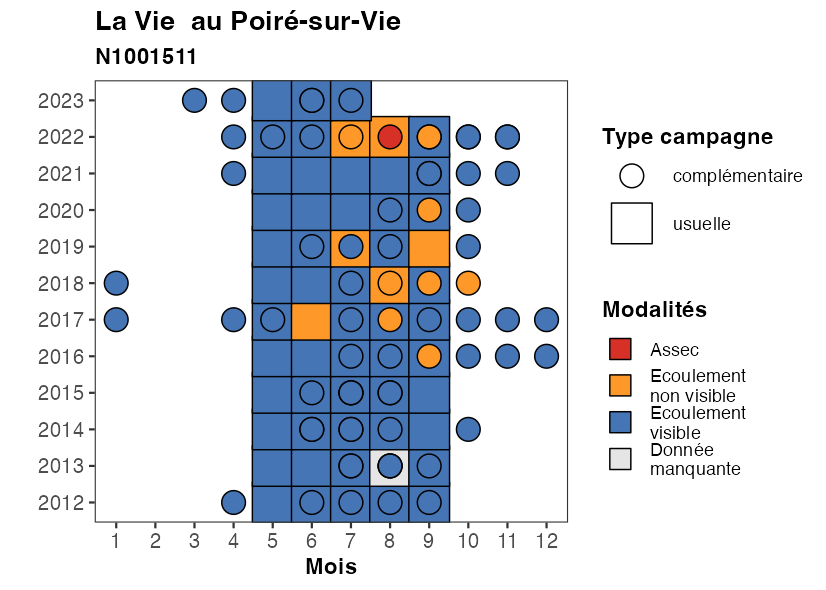 La Vie  au Poiré-sur-Vie
N1001511
2023
2022
2021
2020
2019
2018
2017
2016
2015
2014
2013
2012
1 2 3 4 5 6 7 8 9 10 11 12
Mois
Type campagne
complémentaire
usuelle
Modalités
Assec
Ecoulement
non visible
Ecoulement
visible
Donnée
manquante